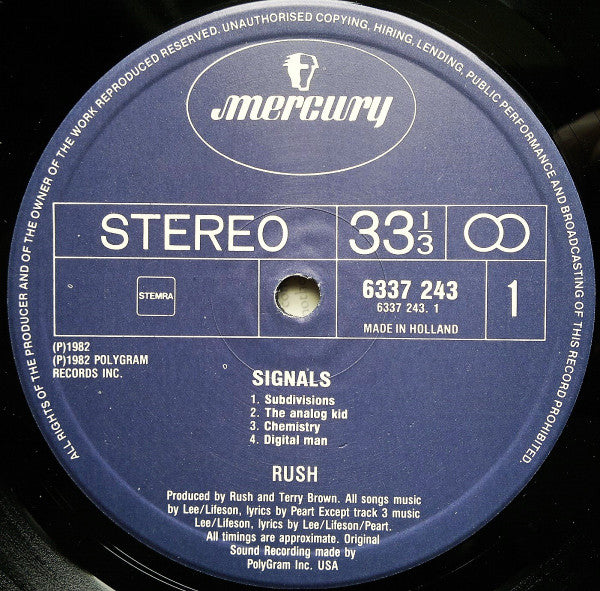 ALL RIGHTS OF THE PRODUCER AND OF THE OWNER OF THE WORK REPRODUCED RESERVED. UNAUTHORISED COPYING, HIRING, LENDING, PUBLIC PERFORMANCE AND BROADCASTING OF THIS RECORD PROHIBITED.
mercury
STEREO 33 1/3
STEMRA
6337 243
6337 243. 1
MADE IN HOLLAND
1
(P)1982
(P)1982 POLYGRAM
RECORDS INC.
SIGNALS
1. Subdivisions
2. The analog kid
3. Chemistry
4. Digital man
RUSH
Produced by Rush and Terry Brown. All songs music
by Lee/Lifeson, lyrics by Peart Except track 3 music
Lee/Lifeson, lyrics by Lee/Lifeson/Peart.
All timings are approximate. Original
Sound Recording made by
PolyGram Inc. USA